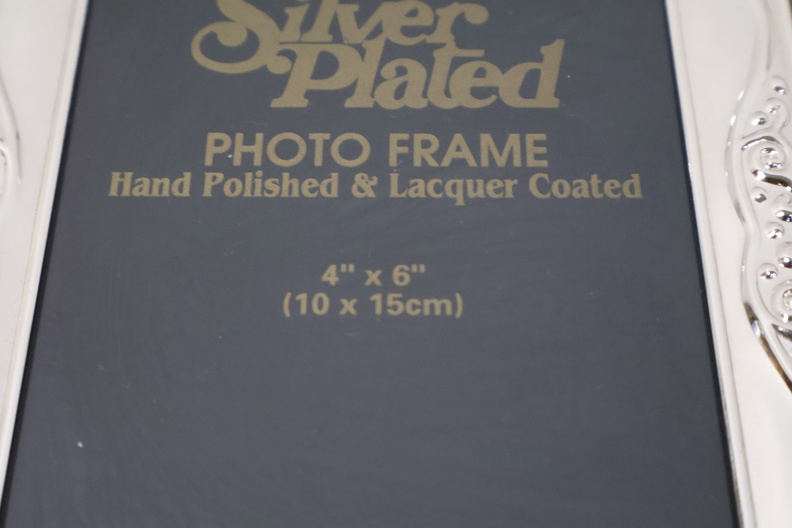 Silver
Plated
PHOTO FRAME
Hand Polished & Lacquer Coated
4" x 6"
(10 x 15cm)